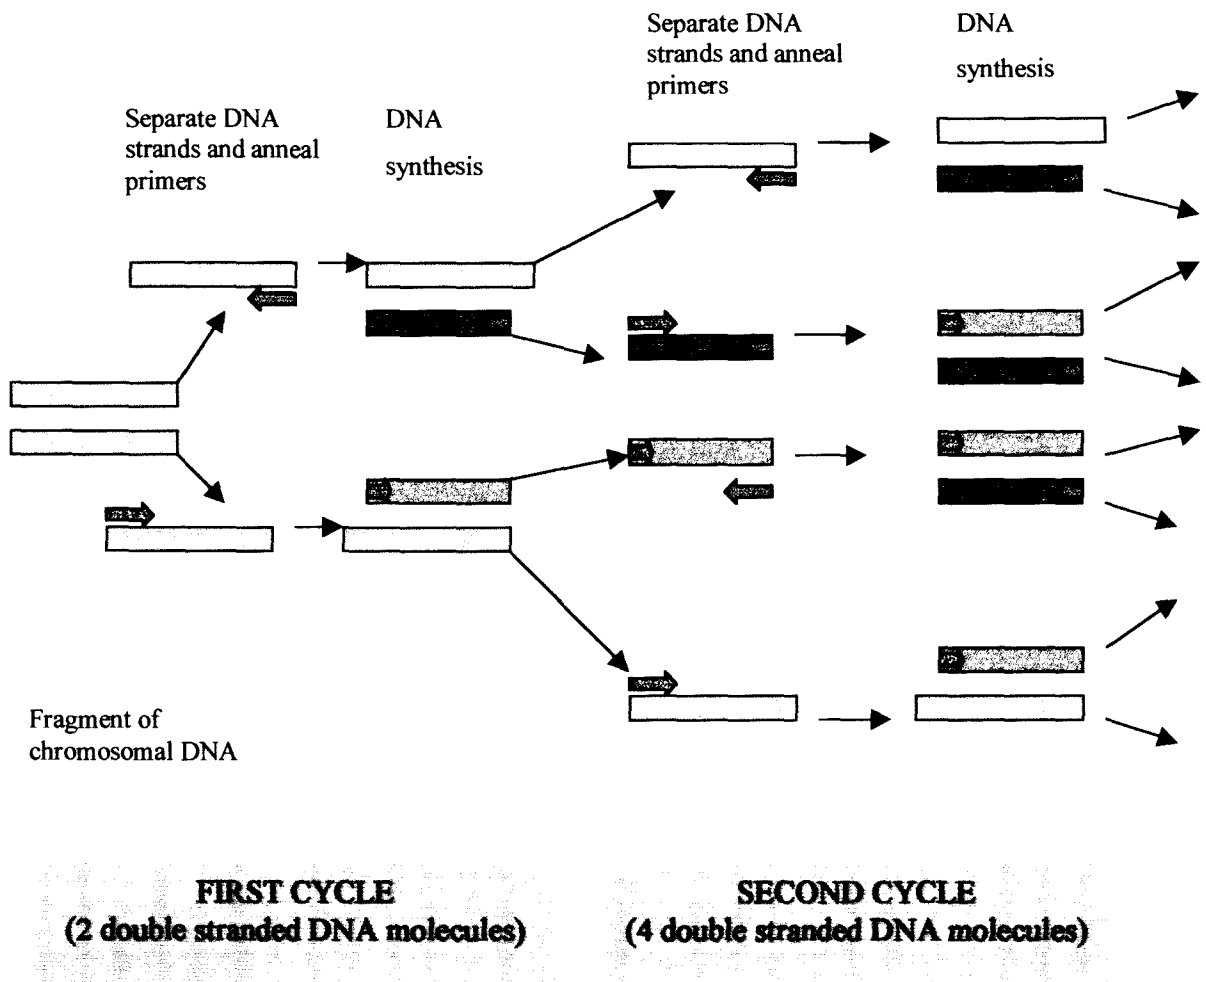 Separate DNA
strands and anneal
primers
DNA
synthesis
Separate DNA
strands and anneal
primers
DNA
synthesis
Fragment of
chromosomal DNA
FIRST CYCLE
(2 double stranded DNA molecules)
SECOND CYCLE
(4 double stranded DNA molecules)